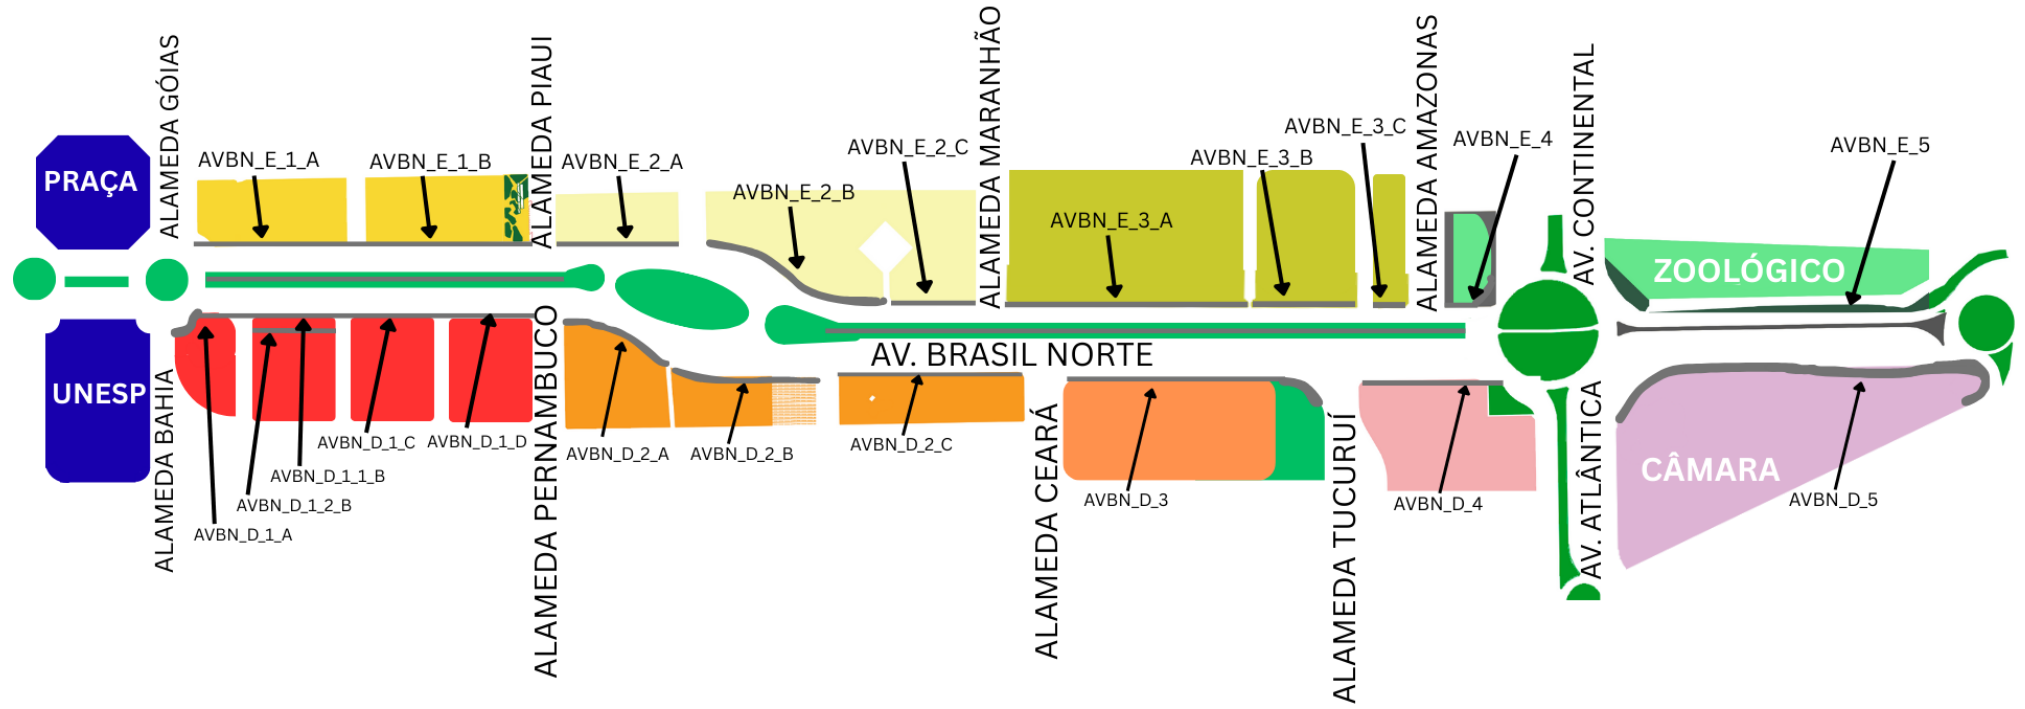 PRAÇA
ALAMEDA GÓIAS
AVBN_E_1_A
AVBN_E_1_B
ALAMEDA PIAUI
AVBN_E_2_A
AVBN_E_2_B
AVBN_E_2_C
ALAMEDA MARANHÃO
AVBN_E_3_A
AVBN_E_3_B
AVBN_E_3_C
ALAMEDA AMAZONAS
AVBN_E_4
AV. CONTINENTAL
AVBN_E_5
ZOOLÓGICO
AV. BRASIL NORTE
UNESP
ALAMEDA BAHIA
AVBN_D_1_A
AVBN_D_1_2_B
AVBN_D_1_1_B
AVBN_D_1_C
AVBN_D_1_D
ALAMEDA PERNAMBUCO
AVBN_D_2_A
AVBN_D_2_B
AVBN_D_2_C
ALAMEDA CEARÁ
AVBN_D_3
ALAMEDA TUCURUÍ
AVBN_D_4
AV. ATLÂNTICA
CÂMARA
AVBN_D_5